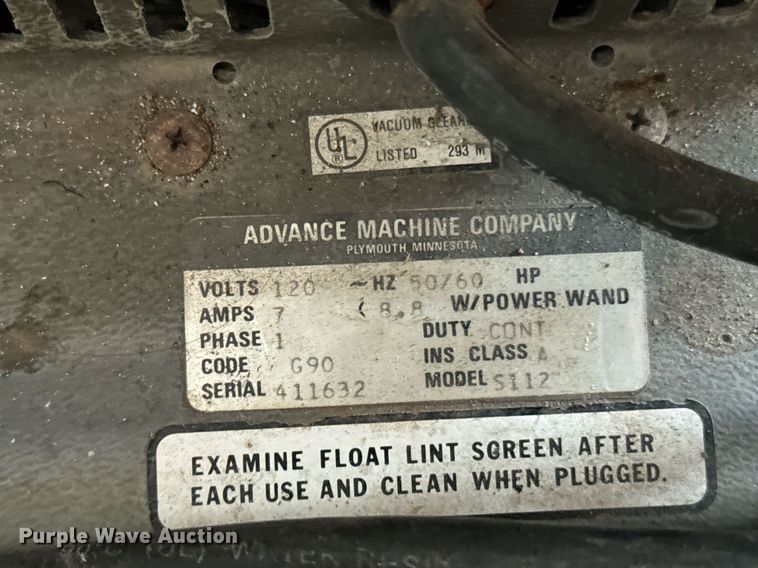 UL®
VACUUM CLEAN
LISTED 293 M
ADVANCE MACHINE COMPANY
PLYMOUTH MINNESOTA
VOLTS 120 ~HZ 50/60 HP
AMPS 7 (8.8 W/POWER WAND
PHASE 1 DUTY CONT
CODE G90 INS CLASS A
SERIAL 411632 MODEL S112
EXAMINE FLOAT LINT SCREEN AFTER
EACH USE AND CLEAN WHEN PLUGGED.
Purple Wave Auction